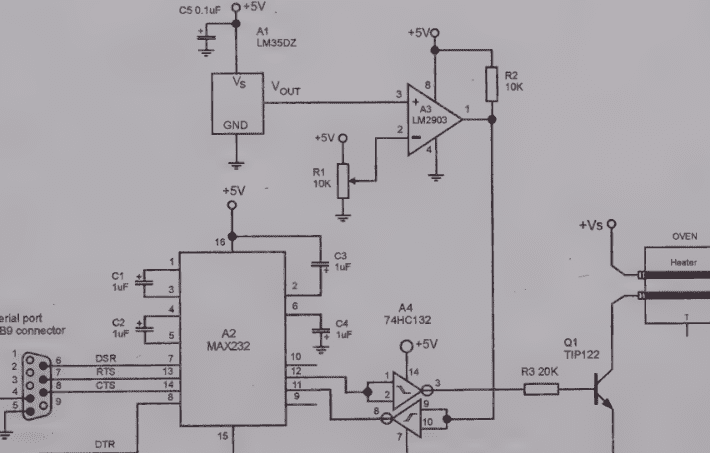 C5 0.1uF
+5V
A1
LM35DZ
Vs
VOUT
GND
+5V
R2
10K
8
3
+
A3
LM2903
1
2
-
4
+5V
R1
10K
+5V
16
C1
1uF
1
3
C2
1uF
4
5
C3
1uF
2
6
C4
1uF
A2
MAX232
7
13
14
8
10
12
11
9
15
erial port
B9 connector
1
2
3
4
5
6
7
8
9
DSR
RTS
CTS
DTR
A4
74HC132
+5V
14
1
2
3
8
9
10
7
R3 20K
Q1
TIP122
+Vs
OVEN
Heater
T